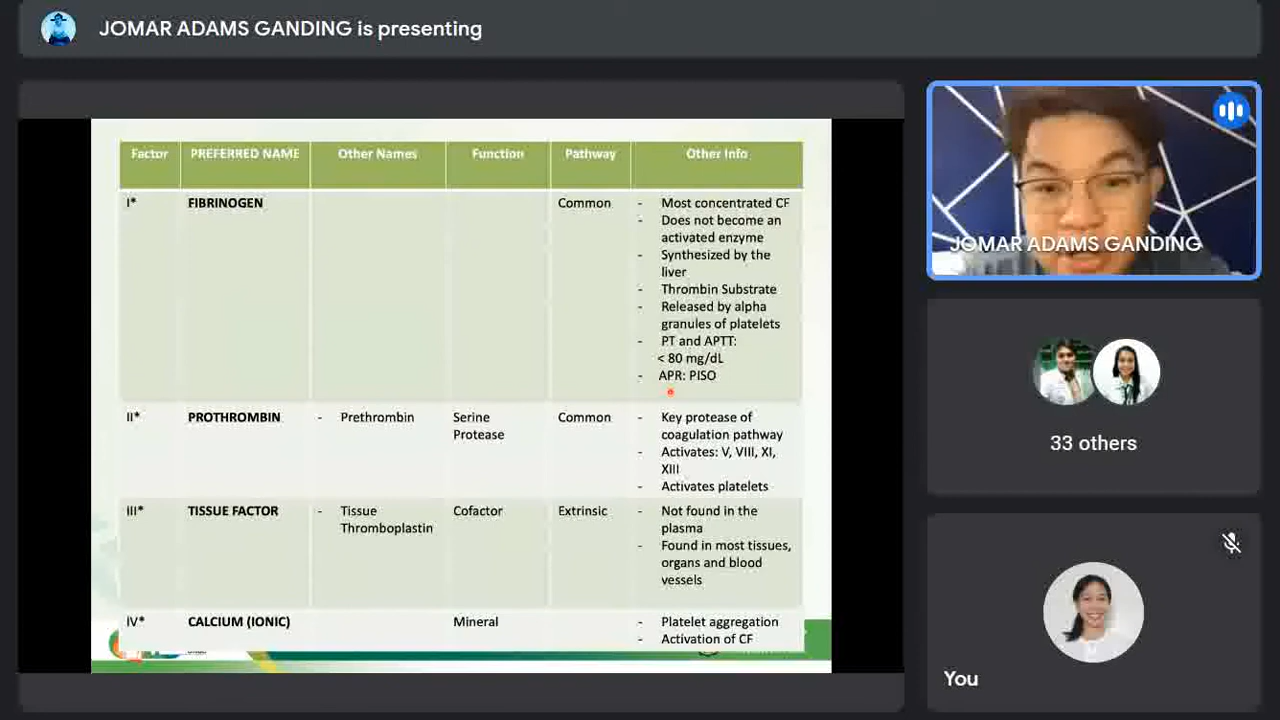 JOMAR ADAMS GANDING is presenting
Factor PREFERRED NAME Other Names Function Pathway Other Info
I* FIBRINOGEN Common - Most concentrated CF
- Does not become an
activated enzyme
- Synthesized by the
liver
- Thrombin Substrate
- Released by alpha
granules of platelets
- PT and APTT:
< 80 mg/dL
- APR: PISO
II* PROTHROMBIN - Prethrombin Serine Common - Key protease of
Protease coagulation pathway
- Activates: V, VIII, XI,
XIII
- Activates platelets
III* TISSUE FACTOR - Tissue Cofactor Extrinsic - Not found in the
Thromboplastin plasma
- Found in most tissues,
organs and blood
vessels
IV* CALCIUM (IONIC) Mineral - Platelet aggregation
- Activation of CF
JOMAR ADAMS GANDING
33 others
You